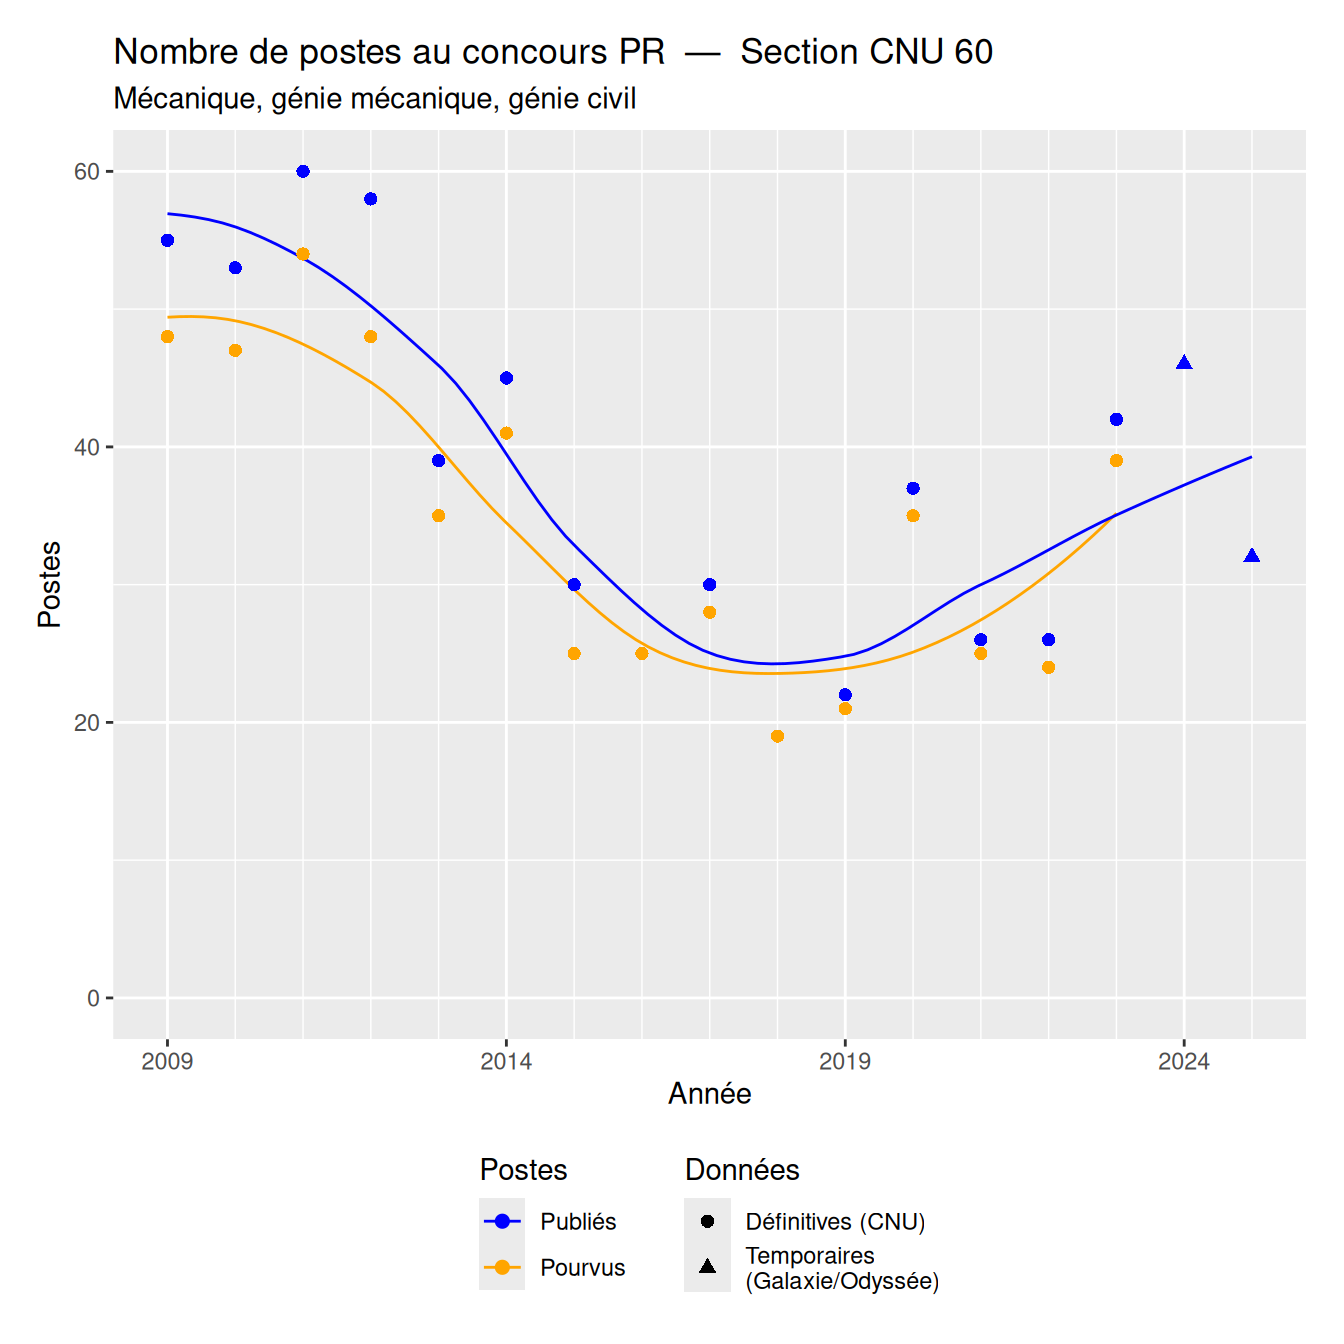 Nombre de postes au concours PR — Section CNU 60
Mécanique, génie mécanique, génie civil
60
40
20
0
Postes
2009 2014 2019 2024
Année
Postes
Publiés
Pourvus
Données
Définitives (CNU)
Temporaires
(Galaxie/Odyssée)